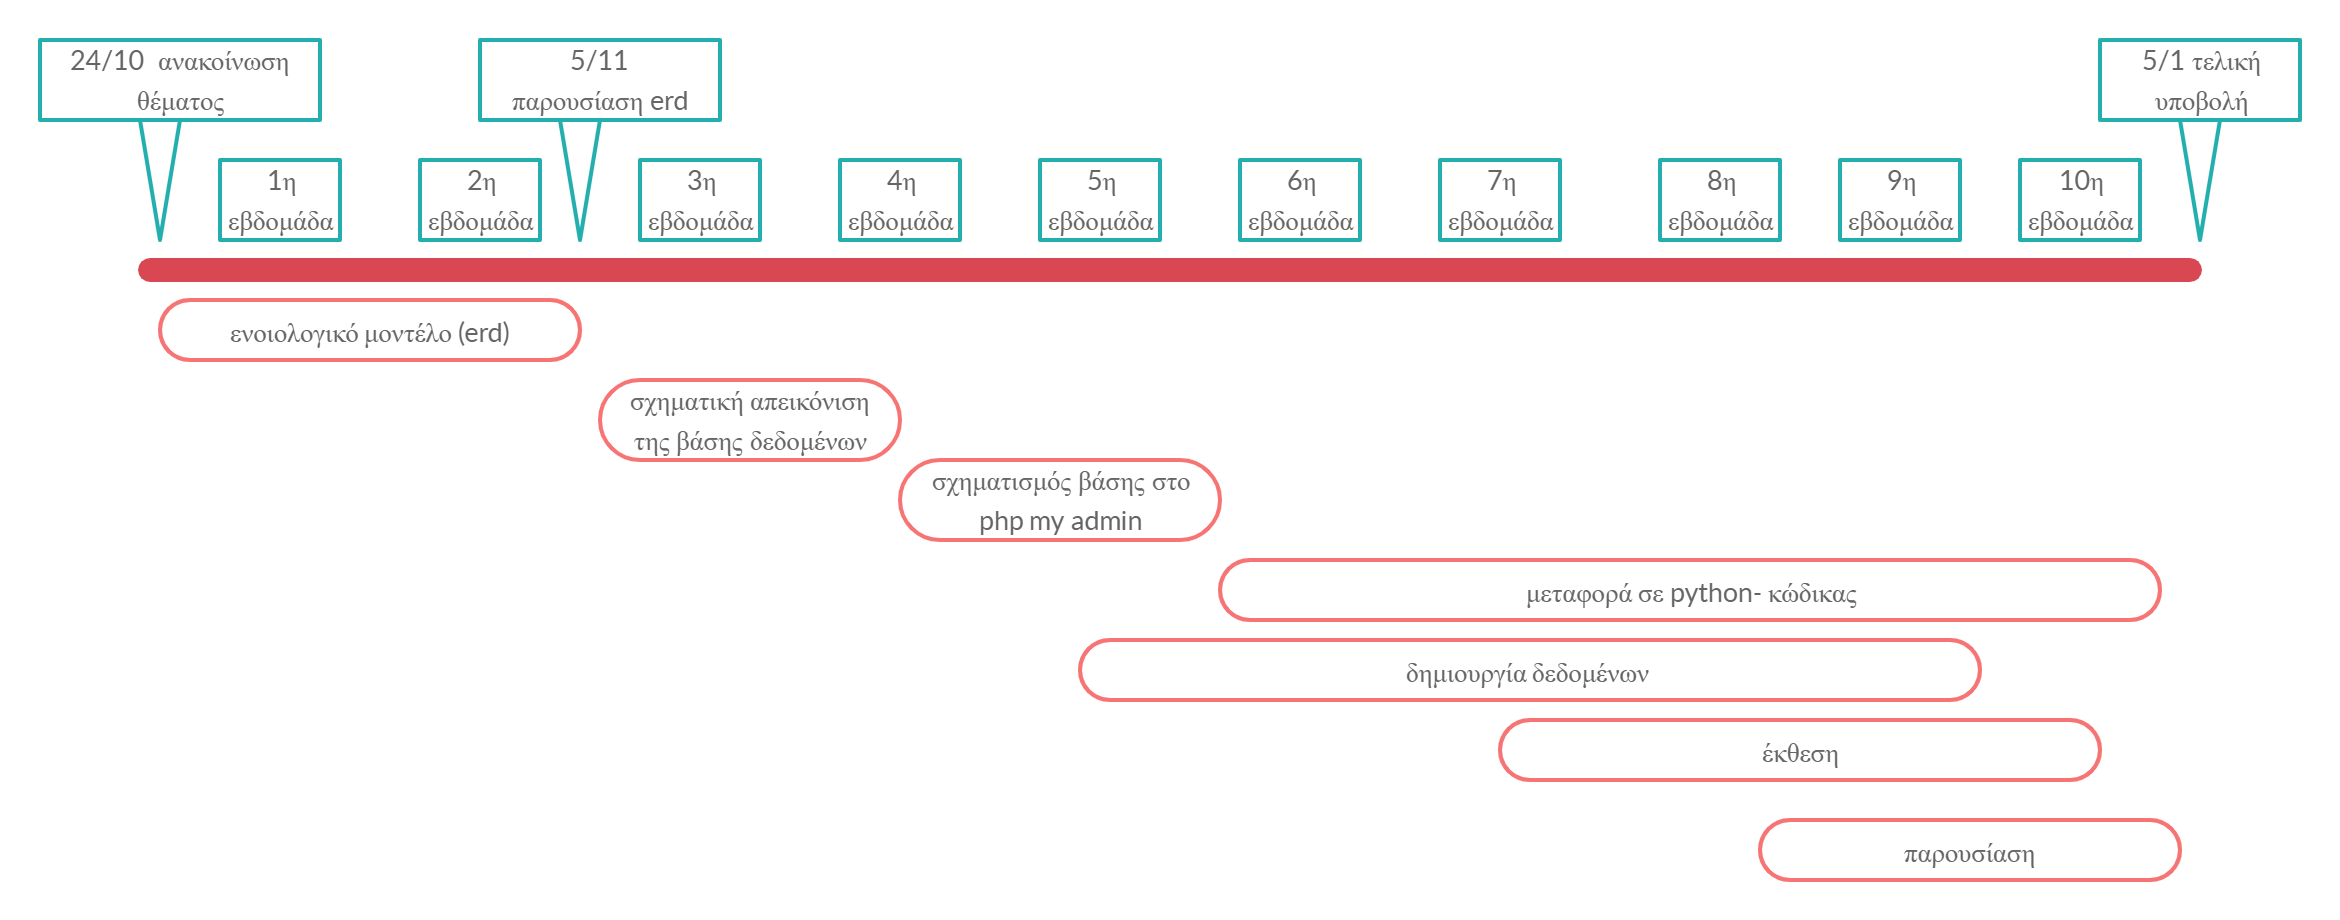 24/10 ανακοίνωση
θέματος
5/11
παρουσίαση erd
5/1 τελική
υποβολή
1η
εβδομάδα
2η
εβδομάδα
3η
εβδομάδα
4η
εβδομάδα
5η
εβδομάδα
6η
εβδομάδα
7η
εβδομάδα
8η
εβδομάδα
9η
εβδομάδα
10η
εβδομάδα
ενοιολογικό μοντέλο (erd)
σχηματική απεικόνιση
της βάσης δεδομένων
σχηματισμός βάσης στο
php my admin
μεταφορά σε python- κώδικας
δημιουργία δεδομένων
έκθεση
παρουσίαση